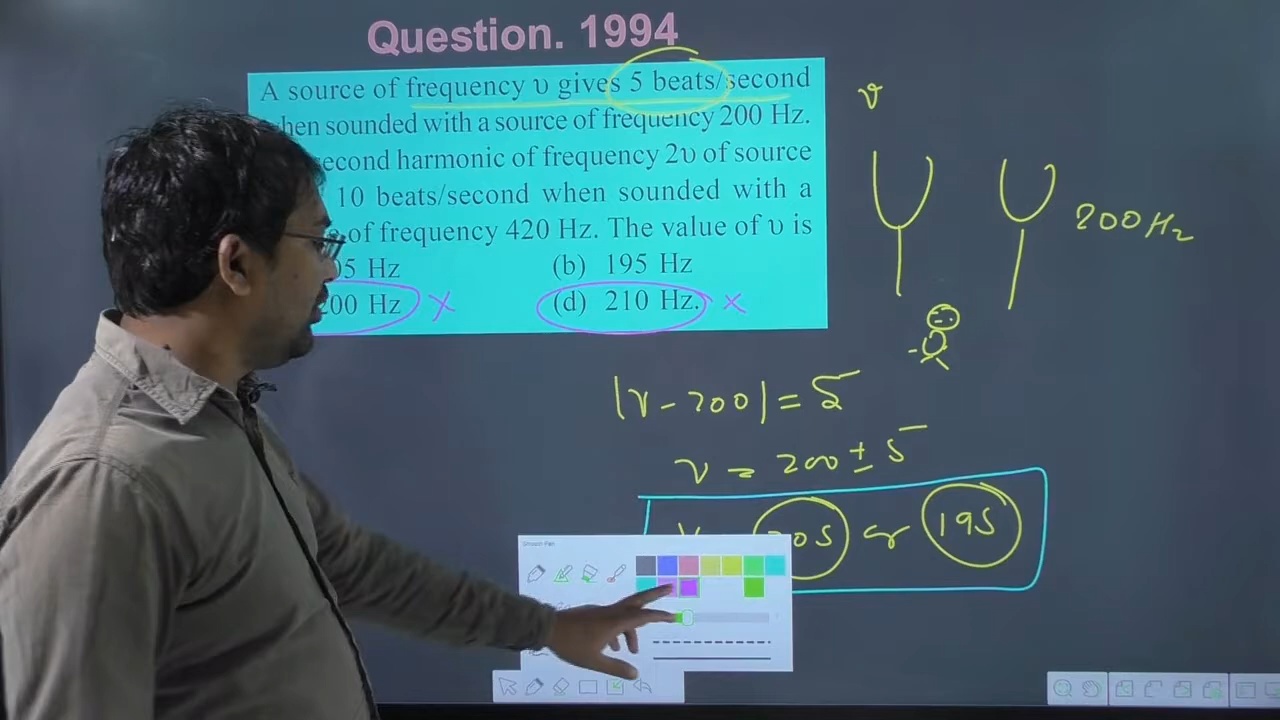 Question. 1994
A source of frequency υ gives 5 beats/second
hen sounded with a source of frequency 200 Hz.
econd harmonic of frequency 2υ of source
10 beats/second when sounded with a
of frequency 420 Hz. The value of υ is
05 Hz (b) 195 Hz
200 Hz × (d) 210 Hz. ×
ν
200 Hz
|ν - 200| = 5
ν = 200 ± 5
205 or 195